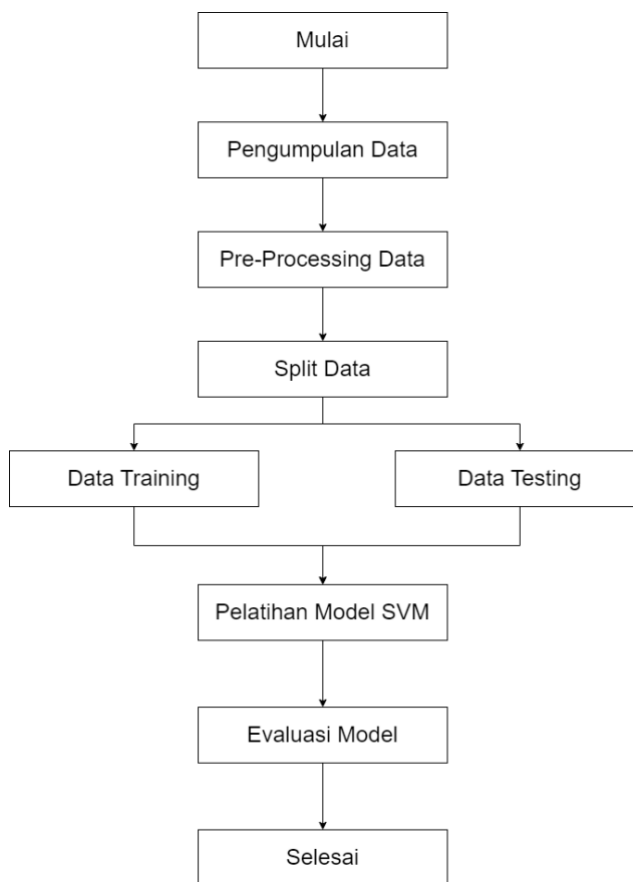 Mulai
Pengumpulan Data
Pre-Processing Data
Split Data
Data Training
Data Testing
Pelatihan Model SVM
Evaluasi Model
Selesai